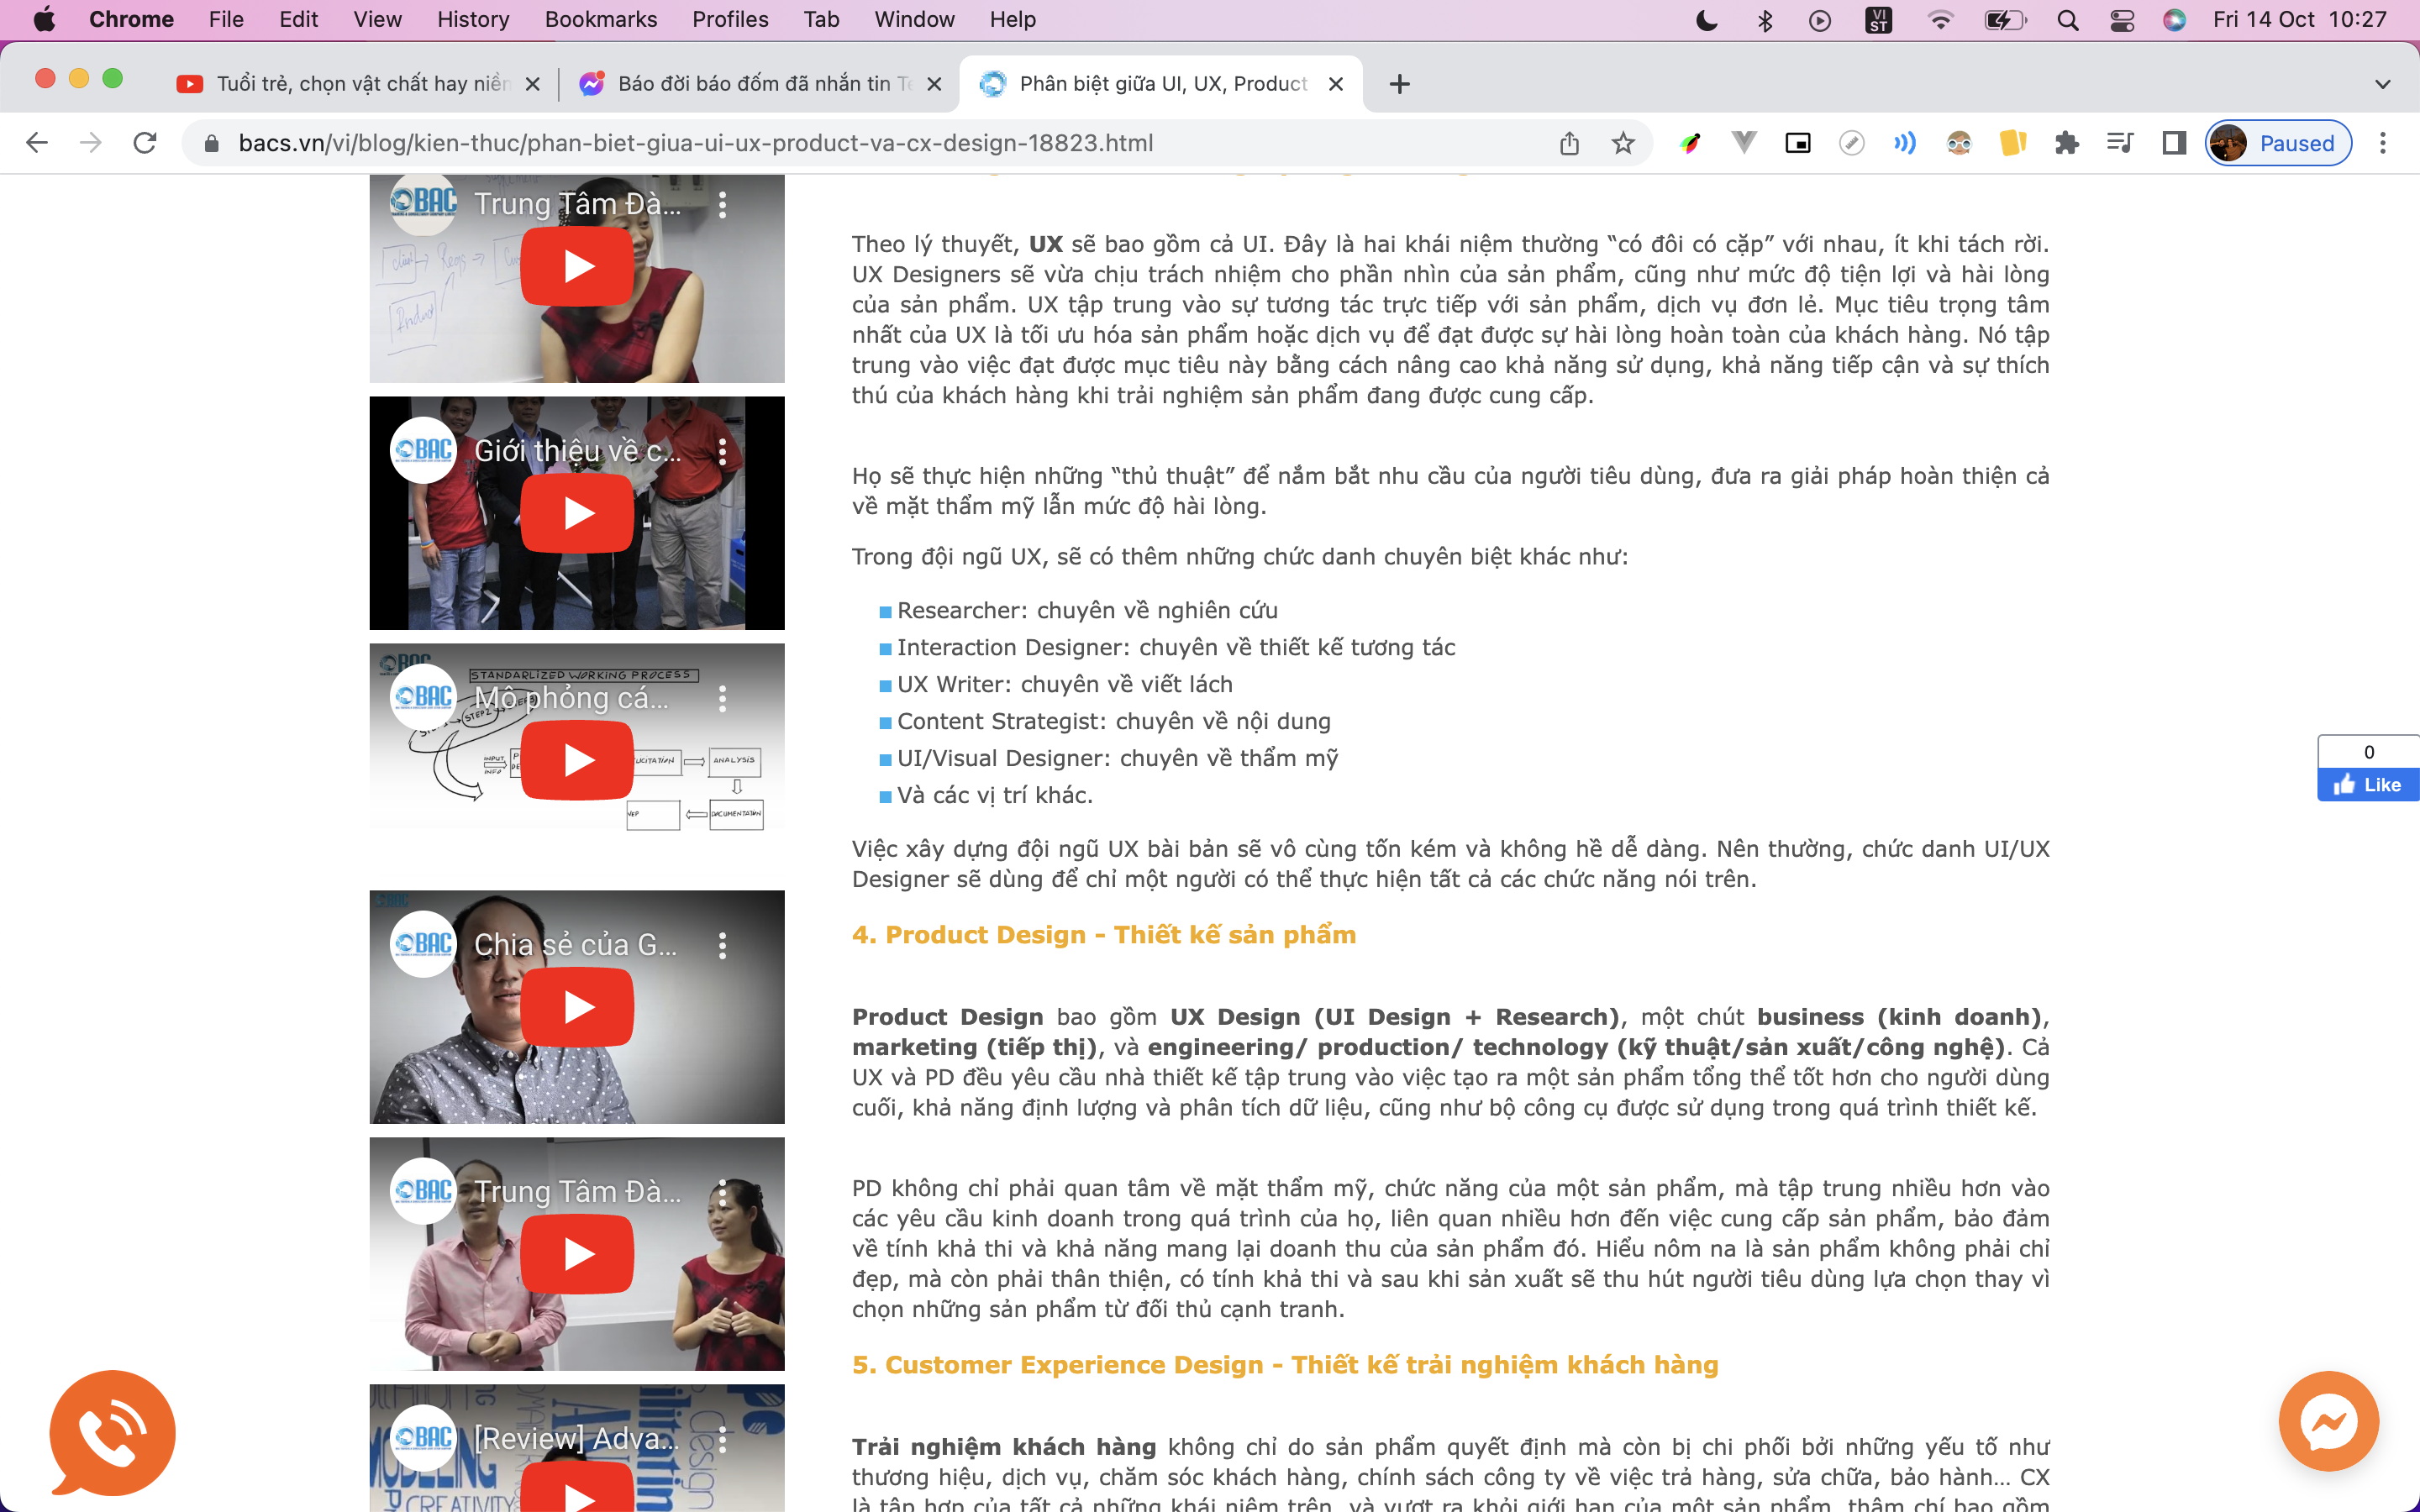 Chrome File Edit View History Bookmarks Profiles Tab Window Help VI ST Fri 14 Oct 10:27
Tuổi trẻ, chọn vật chất hay niềm
Báo đời báo đốm đã nhắn tin
Phân biệt giữa UI, UX, Product
bacs.vn/vi/blog/kien-thuc/phan-biet-giua-ui-ux-product-va-cx-design-18823.html
Paused
BAC Trung Tâm Đà...
Product
BAC Giới thiệu về c...
BAC
STANDARLIZED WORKING PROCESS
BAC Mô phỏng cá...
STEP2
INPUT
INFO
ANALYSIS
DOCUMENTATION
BAC Chia sẻ của G...
BAC Trung Tâm Đà...
BAC [Review] Adva...
MODELING
CREATIVITY
Design
Theo lý thuyết, UX sẽ bao gồm cả UI. Đây là hai khái niệm thường “có đôi có cặp” với nhau, ít khi tách rời.
UX Designers sẽ vừa chịu trách nhiệm cho phần nhìn của sản phẩm, cũng như mức độ tiện lợi và hài lòng
của sản phẩm. UX tập trung vào sự tương tác trực tiếp với sản phẩm, dịch vụ đơn lẻ. Mục tiêu trọng tâm
nhất của UX là tối ưu hóa sản phẩm hoặc dịch vụ để đạt được sự hài lòng hoàn toàn của khách hàng. Nó tập
trung vào việc đạt được mục tiêu này bằng cách nâng cao khả năng sử dụng, khả năng tiếp cận và sự thích
thú của khách hàng khi trải nghiệm sản phẩm đang được cung cấp.
Họ sẽ thực hiện những “thủ thuật” để nắm bắt nhu cầu của người tiêu dùng, đưa ra giải pháp hoàn thiện cả
về mặt thẩm mỹ lẫn mức độ hài lòng.
Trong đội ngũ UX, sẽ có thêm những chức danh chuyên biệt khác như:
Researcher: chuyên về nghiên cứu
Interaction Designer: chuyên về thiết kế tương tác
UX Writer: chuyên về viết lách
Content Strategist: chuyên về nội dung
UI/Visual Designer: chuyên về thẩm mỹ
Và các vị trí khác.
Việc xây dựng đội ngũ UX bài bản sẽ vô cùng tốn kém và không hề dễ dàng. Nên thường, chức danh UI/UX
Designer sẽ dùng để chỉ một người có thể thực hiện tất cả các chức năng nói trên.
4. Product Design - Thiết kế sản phẩm
Product Design bao gồm UX Design (UI Design + Research), một chút business (kinh doanh),
marketing (tiếp thị), và engineering/ production/ technology (kỹ thuật/sản xuất/công nghệ). Cả
UX và PD đều yêu cầu nhà thiết kế tập trung vào việc tạo ra một sản phẩm tổng thể tốt hơn cho người dùng
cuối, khả năng định lượng và phân tích dữ liệu, cũng như bộ công cụ được sử dụng trong quá trình thiết kế.
PD không chỉ phải quan tâm về mặt thẩm mỹ, chức năng của một sản phẩm, mà tập trung nhiều hơn vào
các yêu cầu kinh doanh trong quá trình của họ, liên quan nhiều hơn đến việc cung cấp sản phẩm, bảo đảm
về tính khả thi và khả năng mang lại doanh thu của sản phẩm đó. Hiểu nôm na là sản phẩm không phải chỉ
đẹp, mà còn phải thân thiện, có tính khả thi và sau khi sản xuất sẽ thu hút người tiêu dùng lựa chọn thay vì
chọn những sản phẩm từ đối thủ cạnh tranh.
5. Customer Experience Design - Thiết kế trải nghiệm khách hàng
Trải nghiệm khách hàng không chỉ do sản phẩm quyết định mà còn bị chi phối bởi những yếu tố như
thương hiệu, dịch vụ, chăm sóc khách hàng, chính sách công ty về việc trả hàng, sửa chữa, bảo hành... CX
là tập hợp của tất cả những khái niệm trên, và vượt ra khỏi giới hạn của một sản phẩm, thậm chí bao gồm
0
Like